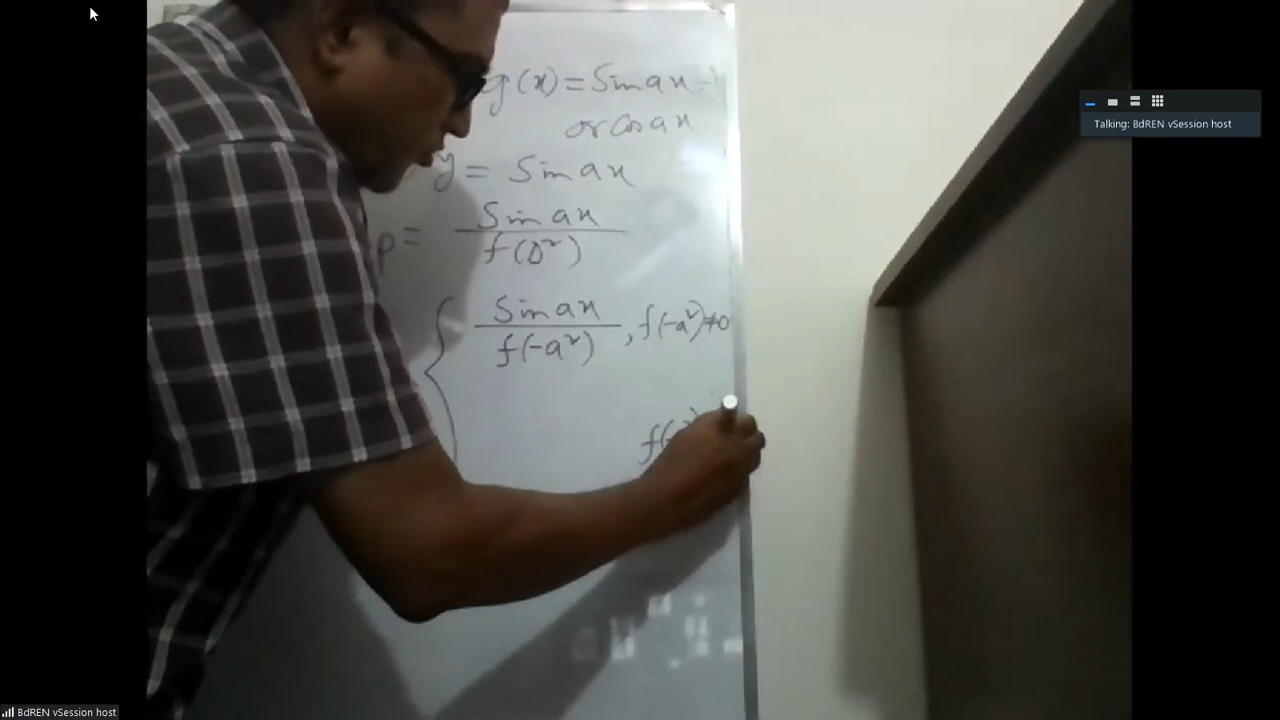 g(x) = Sin ax
or cos ax
y = Sin ax
p = Sin ax / f(D²)
{ Sin ax / f(-a²) , f(-a²) ≠ 0
Talking: BdREN vSession host
BdREN vSession host